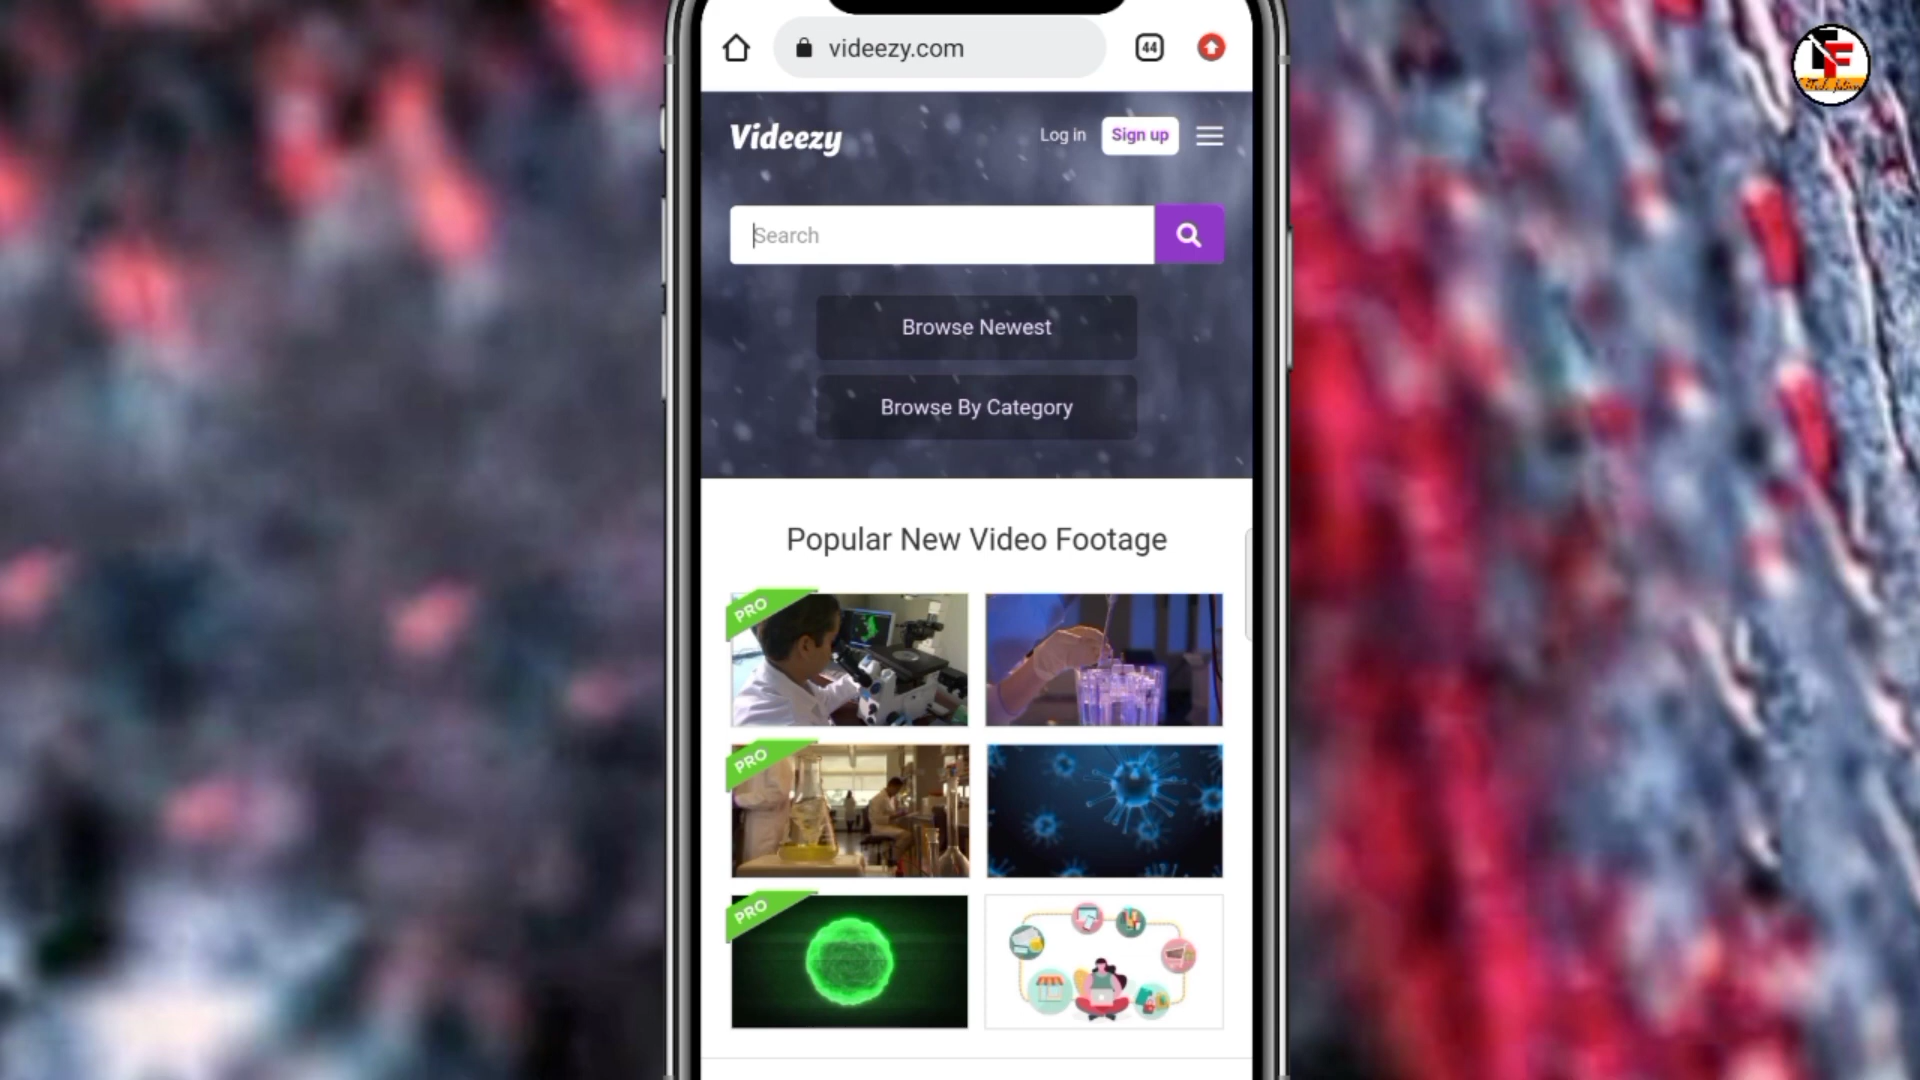 videezy.com
44
Videezy
Log in
Sign up
Search
Browse Newest
Browse By Category
Popular New Video Footage
PRO
PRO
PRO